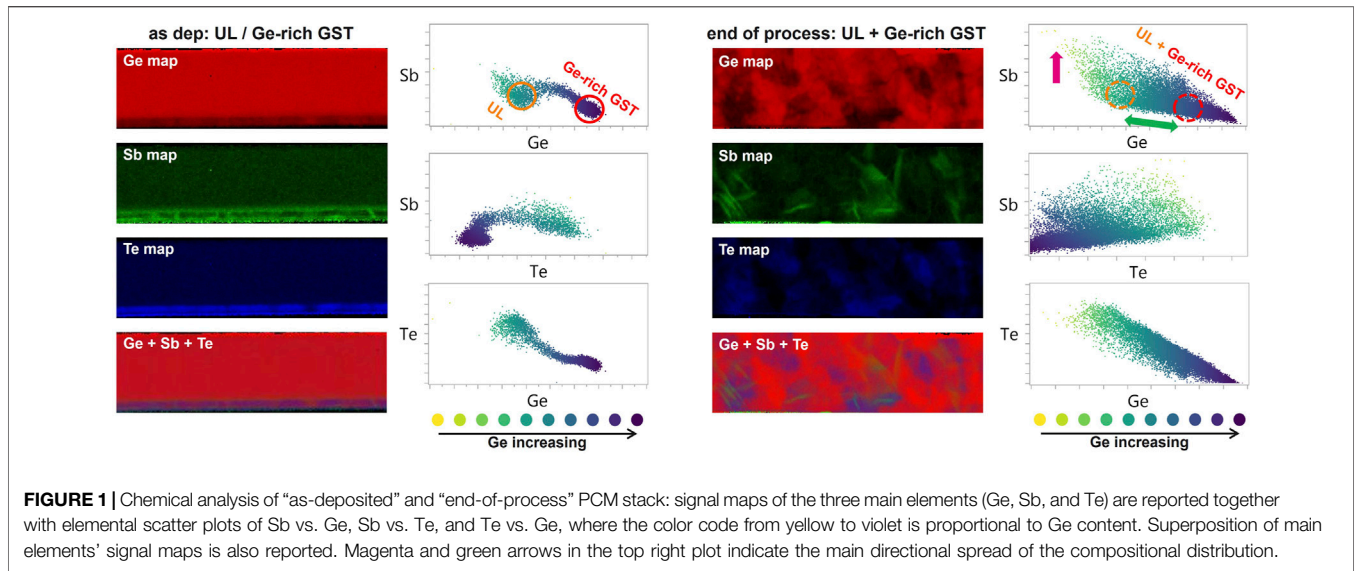 as dep: UL / Ge-rich GST
Ge map
Sb map
Te map
Ge + Sb + Te
Sb
UL
Ge-rich GST
Ge
Sb
Te
Te
Ge
Ge increasing
end of process: UL + Ge-rich GST
Ge map
Sb map
Te map
Ge + Sb + Te
Sb
UL + Ge-rich GST
Ge
Sb
Te
Te
Ge
Ge increasing
FIGURE 1 | Chemical analysis of “as-deposited” and “end-of-process” PCM stack: signal maps of the three main elements (Ge, Sb, and Te) are reported together
with elemental scatter plots of Sb vs. Ge, Sb vs. Te, and Te vs. Ge, where the color code from yellow to violet is proportional to Ge content. Superposition of main
elements’ signal maps is also reported. Magenta and green arrows in the top right plot indicate the main directional spread of the compositional distribution.